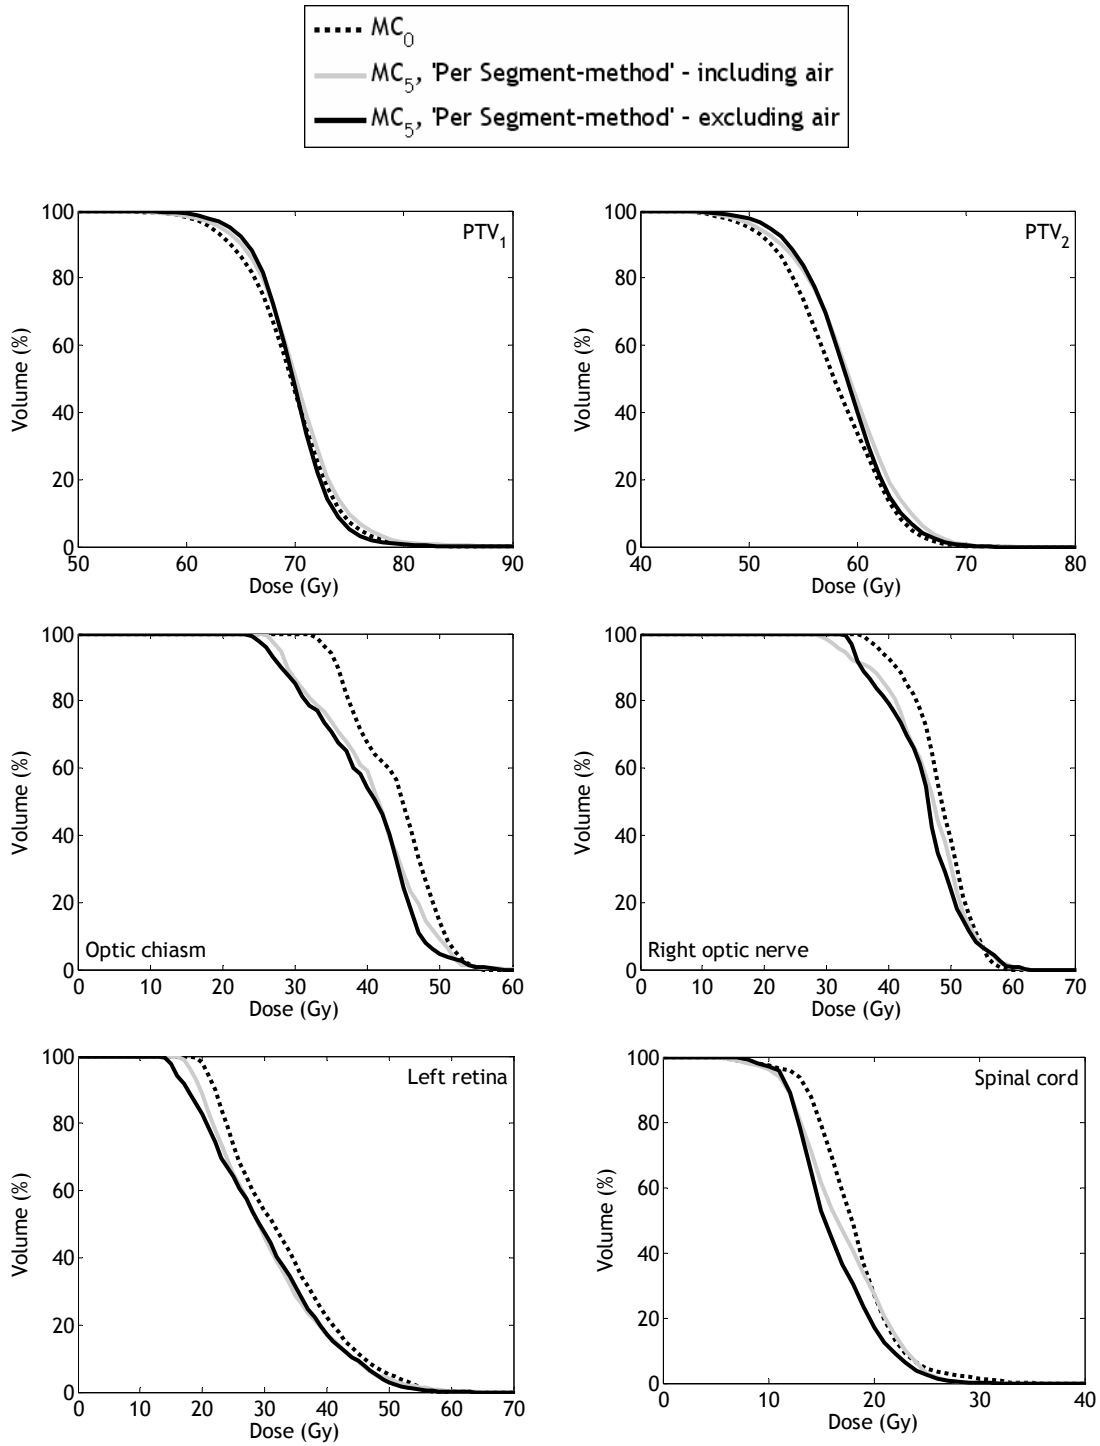 MC0
MC5, 'Per Segment-method' - including air
MC5, 'Per Segment-method' - excluding air
PTV1
Volume (%)
100
80
60
40
20
0
50 60 70 80 90
Dose (Gy)
PTV2
Volume (%)
100
80
60
40
20
0
40 50 60 70 80
Dose (Gy)
Optic chiasm
Volume (%)
100
80
60
40
20
0
0 10 20 30 40 50 60
Dose (Gy)
Right optic nerve
Volume (%)
100
80
60
40
20
0
0 10 20 30 40 50 60 70
Dose (Gy)
Left retina
Volume (%)
100
80
60
40
20
0
0 10 20 30 40 50 60 70
Dose (Gy)
Spinal cord
Volume (%)
100
80
60
40
20
0
0 10 20 30 40
Dose (Gy)